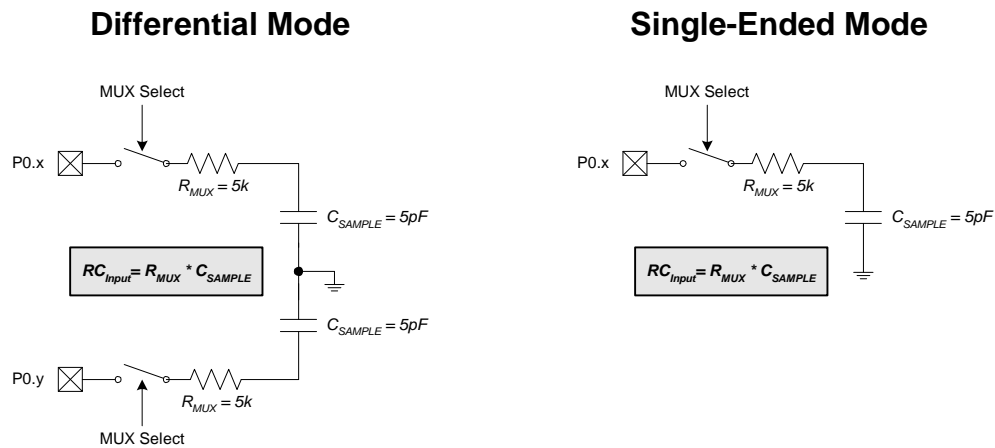 Differential Mode
MUX Select
P0.x
R_MUX = 5k
C_SAMPLE = 5pF
RC_Input= R_MUX * C_SAMPLE
C_SAMPLE = 5pF
P0.y
R_MUX = 5k
MUX Select
Single-Ended Mode
MUX Select
P0.x
R_MUX = 5k
C_SAMPLE = 5pF
RC_Input= R_MUX * C_SAMPLE